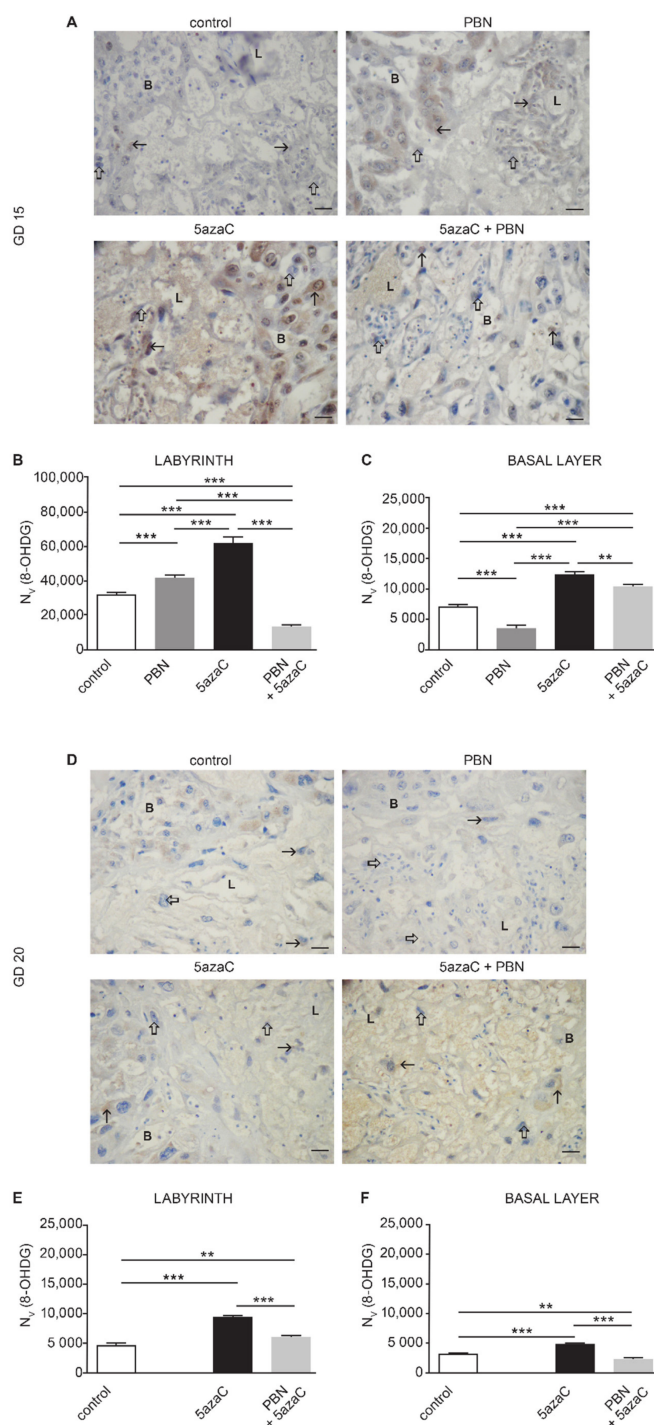 A
control
PBN
L
B
B
L
GD 15
5azaC
5azaC + PBN
L
B
L
B
B
LABYRINTH
C
BASAL LAYER
N_V (8-OHDG)
100,000
80,000
60,000
40,000
20,000
0
***
***
***
***
***
***
control
PBN
5azaC
PBN
+ 5azaC
N_V (8-OHDG)
25,000
20,000
15,000
10,000
5 000
0
***
***
***
***
***
**
control
PBN
5azaC
PBN
+ 5azaC
D
control
PBN
B
L
B
L
GD 20
5azaC
5azaC + PBN
L
B
L
B
E
LABYRINTH
F
BASAL LAYER
N_V (8-OHDG)
25,000
20,000
15,000
10,000
5 000
0
**
***
***
control
5azaC
PBN
+ 5azaC
N_V (8-OHDG)
25,000
20,000
15,000
10,000
5 000
0
**
***
***
control
5azaC
PBN
+ 5azaC